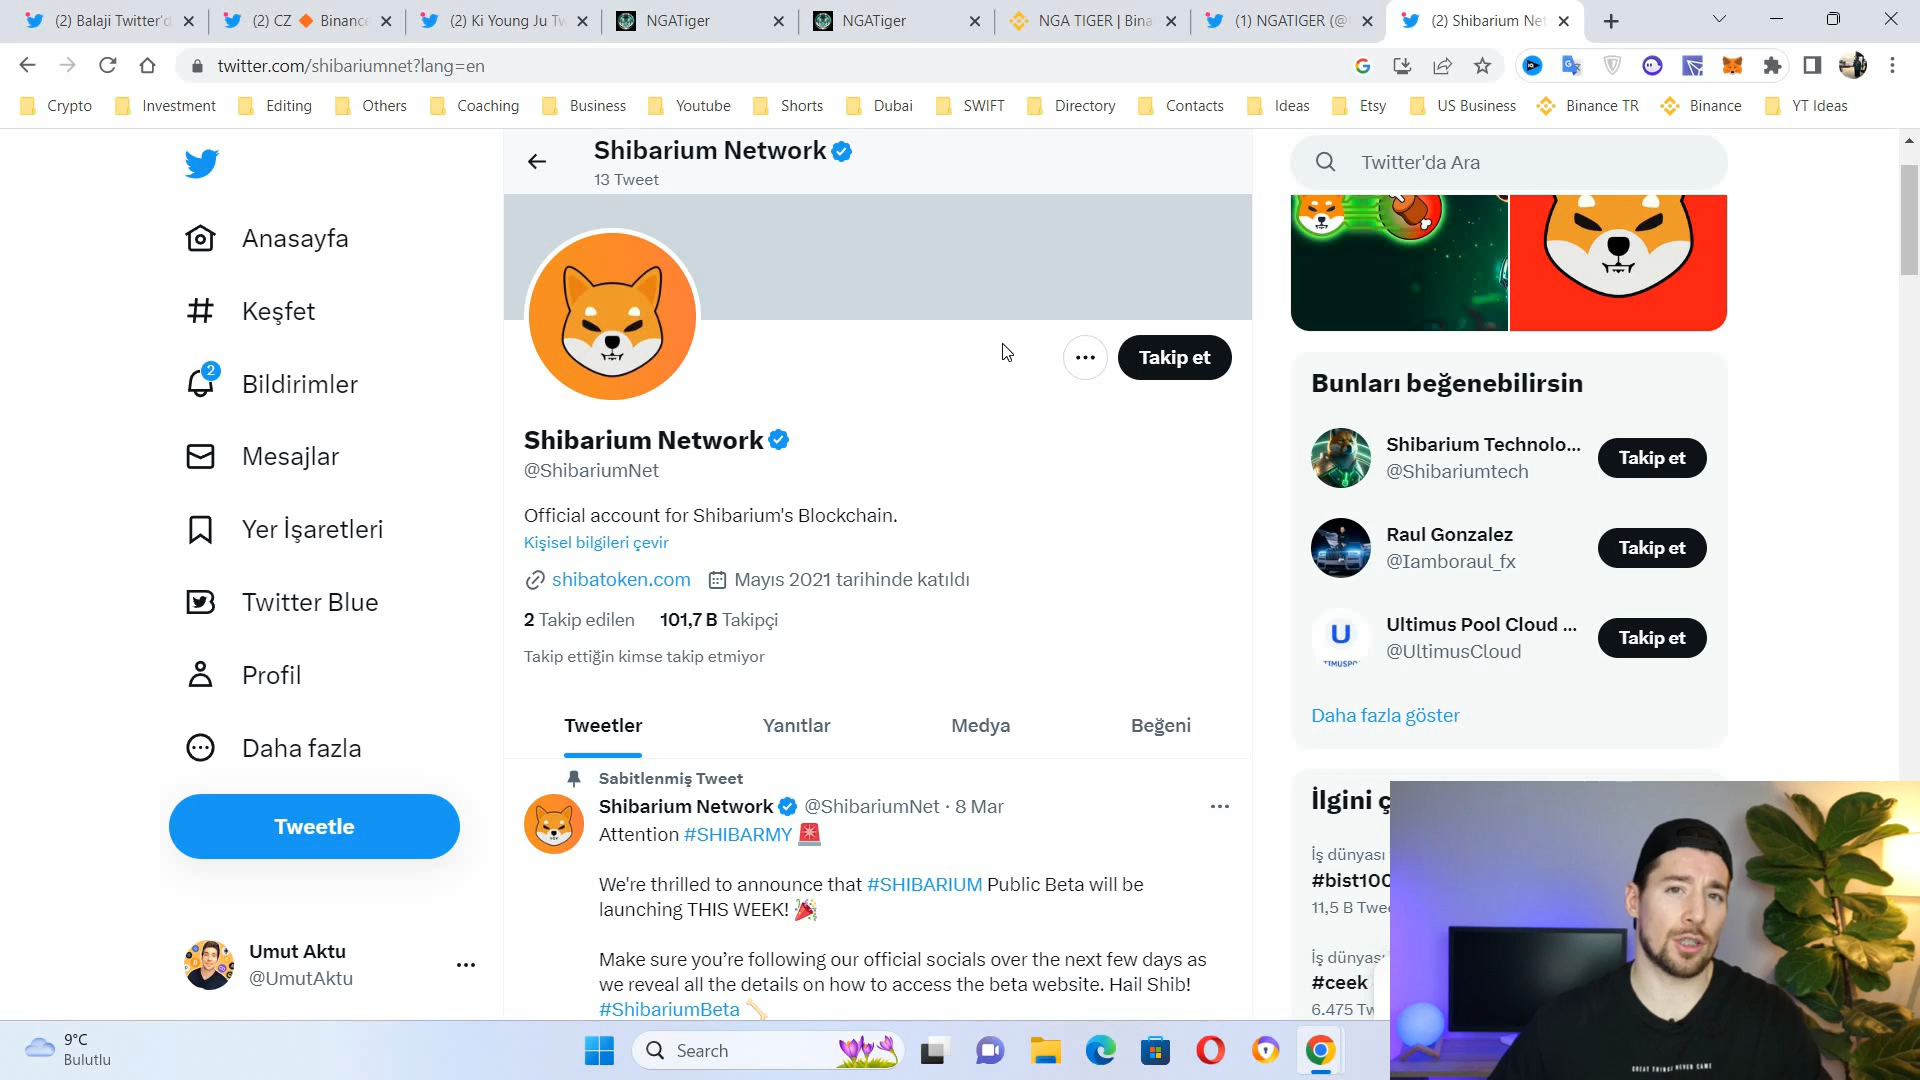 (2) Balaji Twitter'd
(2) CZ 🔶 Binance
(2) Ki Young Ju Tw
NGATiger
NGATiger
NGA TIGER | Bina
(1) NGATIGER (@
(2) Shibarium Net
twitter.com/shibariumnet?lang=en
Crypto
Investment
Editing
Others
Coaching
Business
Youtube
Shorts
Dubai
SWIFT
Directory
Contacts
Ideas
Etsy
US Business
Binance TR
Binance
YT Ideas
Anasayfa
Keşfet
2
Bildirimler
Mesajlar
Yer İşaretleri
Twitter Blue
Profil
Daha fazla
Tweetle
Umut Aktu
@UmutAktu
Shibarium Network
13 Tweet
Takip et
Shibarium Network
@ShibariumNet
Official account for Shibarium's Blockchain.
Kişisel bilgileri çevir
shibatoken.com Mayıs 2021 tarihinde katıldı
2 Takip edilen 101,7 B Takipçi
Takip ettiğin kimse takip etmiyor
Tweetler
Yanıtlar
Medya
Beğeni
Sabitlenmiş Tweet
Shibarium Network @ShibariumNet · 8 Mar
Attention #SHIBARMY 🚨
We're thrilled to announce that #SHIBARIUM Public Beta will be
launching THIS WEEK! 🎉
Make sure you’re following our official socials over the next few days as
we reveal all the details on how to access the beta website. Hail Shib!
#ShibariumBeta 🦴
Twitter'da Ara
Bunları beğenebilirsin
Shibarium Technolo...
@Shibariumtech
Takip et
Raul Gonzalez
@Iamboraul_fx
Takip et
U
Ultimus Pool Cloud ...
@UltimusCloud
Takip et
Daha fazla göster
İlgini ç
İş dünyası
#bist100
11,5 B Twe
İş dünyası
#ceek
6.475 Tw
9°C
Bulutlu
Search